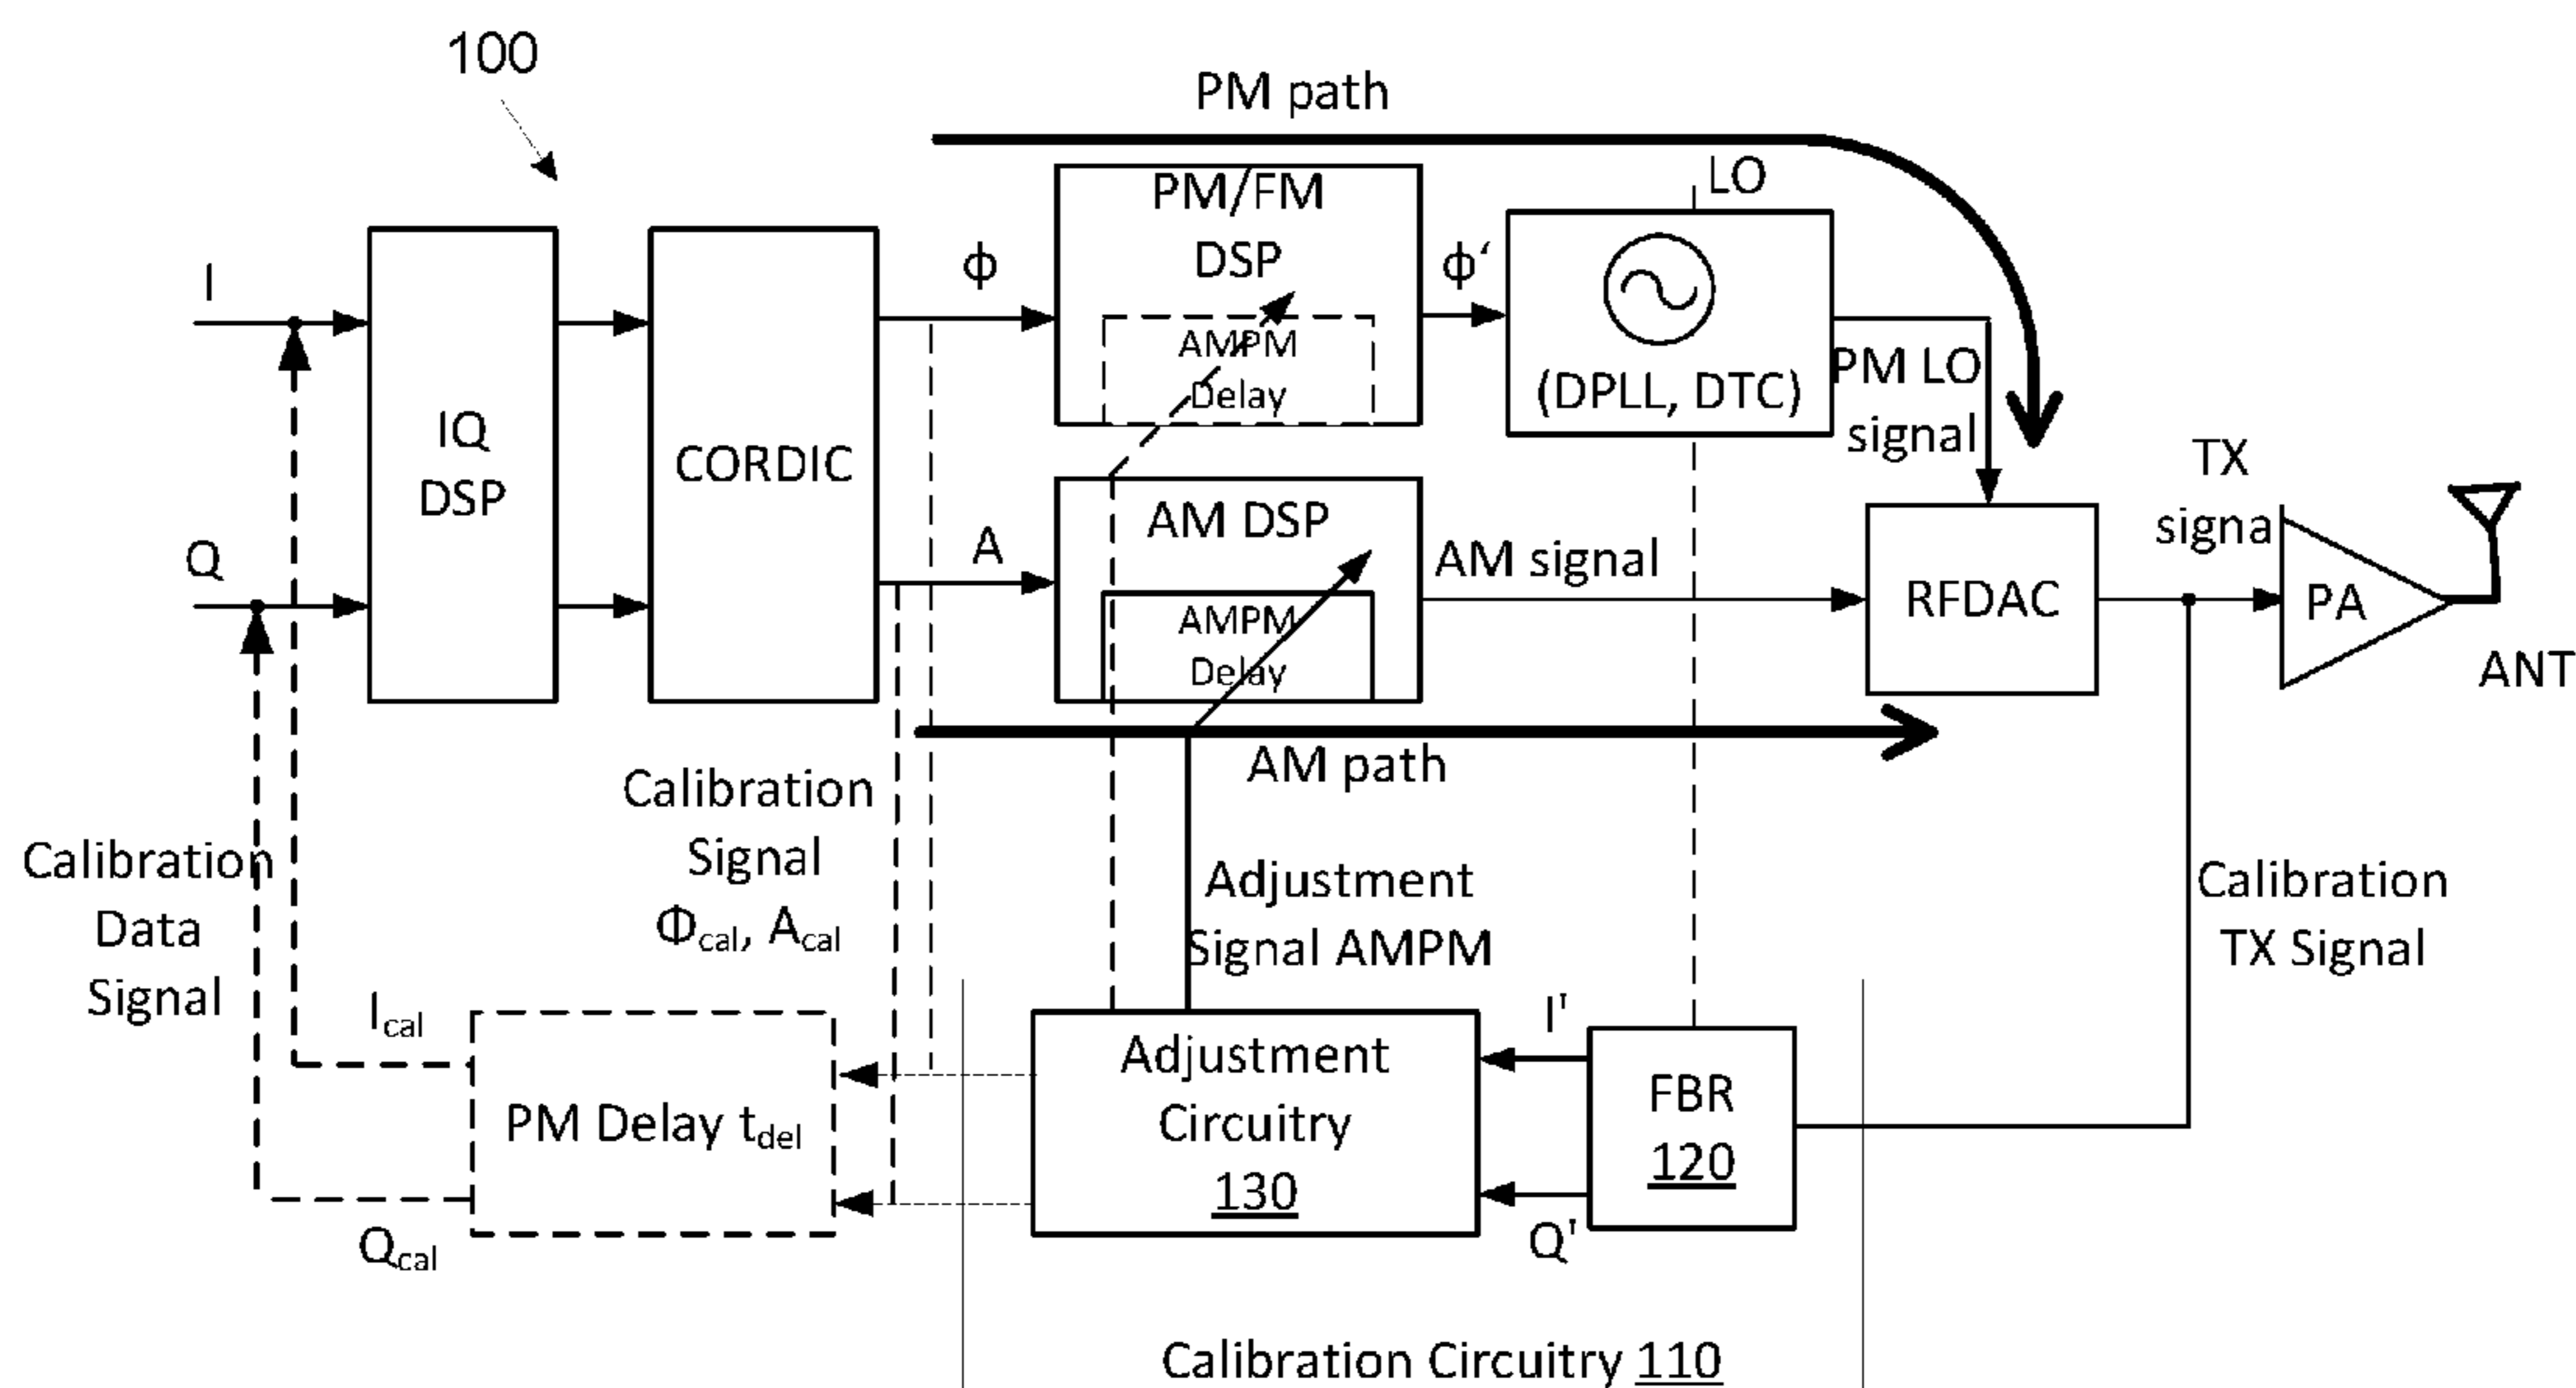 100
PM path
LO
I
Q
IQ
DSP
CORDIC
ɸ
A
PM/FM
DSP
AMPM
Delay
ɸ‘
(DPLL, DTC)
PM LO
signal
AM DSP
AMPM
Delay
AM signal
RFDAC
TX
signa
PA
ANT
AM path
Calibration
Data
Signal
Calibration
Signal
Φcal, Acal
Adjustment
Signal AMPM
Calibration
TX Signal
Ical
Qcal
PM Delay tdel
Adjustment
Circuitry
130
I'
Q'
FBR
120
Calibration Circuitry 110